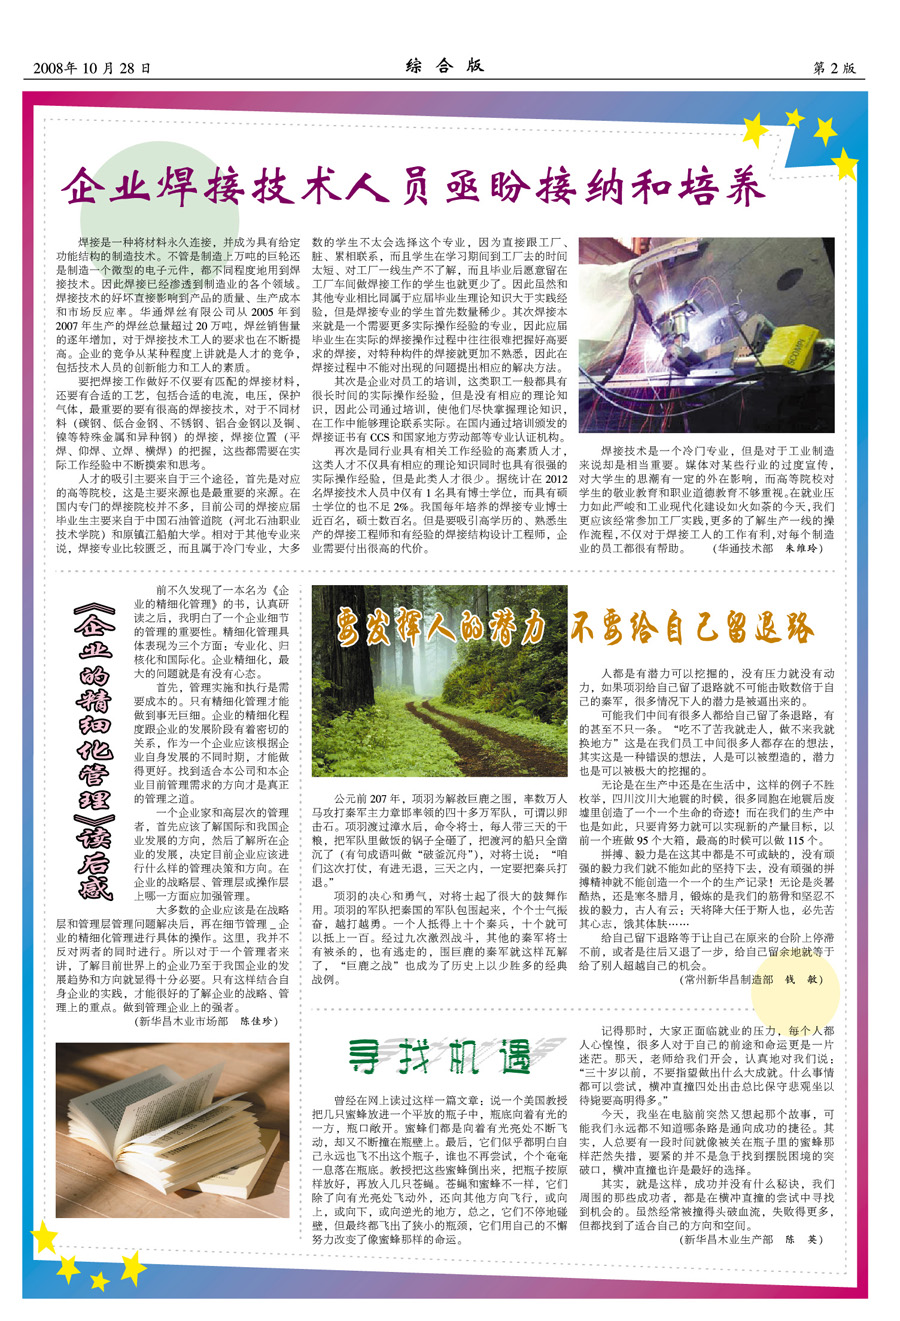 2008年 10 月 28 日
综 合 版
第 2 版
企业焊接技术人员亟盼接纳和培养
焊接是一种将材料永久连接，并成为具有给定
功能结构的制造技术。不管是制造上万吨的巨轮还
是制造一个微型的电子元件，都不同程度地用到焊
接技术。因此焊接已经渗透到制造业的各个领域。
焊接技术的好坏直接影响到产品的质量、生产成本
和市场反应率。华通焊丝有限公司从 2005 年到
2007 年生产的焊丝总量超过 20 万吨，焊丝销售量
的逐年增加，对于焊接技术工人的要求也在不断提
高。企业的竞争从某种程度上讲就是人才的竞争，
包括技术人员的创新能力和工人的素质。
要把焊接工作做好不仅要有匹配的焊接材料，
还要有合适的工艺，包括合适的电流，电压，保护
气体，最重要的要有很高的焊接技术，对于不同材
料（碳钢、低合金钢、不锈钢、铝合金钢以及铜、
镍等特殊金属和异种钢）的焊接，焊接位置（平
焊、仰焊、立焊、横焊）的把握，这些都需要在实
际工作经验中不断摸索和思考。
人才的吸引主要来自于三个途径，首先是对应
的高等院校，这是主要来源也是最重要的来源。在
国内专门的焊接院校并不多，目前公司的焊接应届
毕业生主要来自于中国石油管道院（河北石油职业
技术学院）和原镇江船舶大学。相对于其他专业来
说，焊接专业比较匮乏，而且属于冷门专业，大多
数的学生不太会选择这个专业，因为直接跟工厂、
脏、累相联系，而且学生在学习期间到工厂去的时间
太短、对工厂一线生产不了解，而且毕业后愿意留在
工厂车间做焊接工作的学生也就更少了。因此虽然和
其他专业相比同属于应届毕业生理论知识大于实践经
验，但是焊接专业的学生首先数量稀少。其次焊接本
来就是一个需要更多实际操作经验的专业，因此应届
毕业生在实际的焊接操作过程中往往很难把握好高要
求的焊接，对特种构件的焊接就更加不熟悉，因此在
焊接过程中不能对出现的问题提出相应的解决方法。
其次是企业对员工的培训，这类职工一般都具有
很长时间的实际操作经验，但是没有相应的理论知
识，因此公司通过培训，使他们尽快掌握理论知识，
在工作中能够理论联系实际。在国内通过培训颁发的
焊接证书有 CCS 和国家地方劳动部等专业认证机构。
再次是同行业具有相关工作经验的高素质人才，
这类人才不仅具有相应的理论知识同时也具有很强的
实际操作经验，但是此类人才很少。据统计在 2012
名焊接技术人员中仅有 1 名具有博士学位，而具有硕
士学位的也不足 2%。我国每年培养的焊接专业博士
近百名，硕士数百名。但是要吸引高学历的、熟悉生
产的焊接工程师和有经验的焊接结构设计工程师，企
业需要付出很高的代价。
焊接技术是一个冷门专业，但是对于工业制造
来说却是相当重要。媒体对某些行业的过度宣传，
对大学生的思潮有一定的外在影响，而高等院校对
学生的敬业教育和职业道德教育不够重视。在就业压
力如此严峻和工业现代化建设如火如荼的今天，我们
更应该经常参加工厂实践，更多的了解生产一线的操
作流程，不仅对于焊接工人的工作有利，对每个制造
业的员工都很有帮助。 （华通技术部 朱维玲）
《企业的精细化管理》读后感
前不久发现了一本名为《企
业的精细化管理》的书，认真研
读之后，我明白了一个企业细节
的管理的重要性。精细化管理具
体表现为三个方面：专业化、归
核化和国际化。企业精细化，最
大的问题就是有没有心态。
首先，管理实施和执行是需
要成本的。只有精细化管理才能
做到事无巨细。企业的精细化程
度跟企业的发展阶段有着密切的
关系，作为一个企业应该根据企
业自身发展的不同时期，才能做
得更好。找到适合本公司和本企
业目前管理需求的方向才是真正
的管理之道。
一个企业家和高层次的管理
者，首先应该了解国际和我国企
业发展的方向，然后了解所在企
业的发展，决定目前企业应该进
行什么样的管理决策和方向。在
企业的战略层、管理层或操作层
上哪一方面应加强管理。
大多数的企业应该是在战略
层和管理层管理问题解决后，再在细节管理＿企
业的精细化管理进行具体的操作。这里，我并不
反对两者的同时进行。所以对于一个管理者来
讲，了解目前世界上的企业乃至于我国企业的发
展趋势和方向就显得十分必要。只有这样结合自
身企业的实践，才能很好的了解企业的战略、管
理上的重点。做到管理企业上的强者。
（新华昌木业市场部 陈佳珍）
要发挥人的潜力 不要给自己留退路
公元前 207 年，项羽为解救巨鹿之围，率数万人
马攻打秦军主力章邯率领的四十多万军队，可谓以卵
击石。项羽渡过漳水后，命令将士，每人带三天的干
粮，把军队里做饭的锅子全砸了，把渡河的船只全凿
沉了（有句成语叫做“破釜沉舟”），对将士说：“咱
们这次打仗，有进无退，三天之内，一定要把秦兵打
退。”
项羽的决心和勇气，对将士起了很大的鼓舞作
用。项羽的军队把秦国的军队包围起来，个个士气振
奋，越打越勇。一个人抵得上十个秦兵，十个就可
以抵上一百。经过九次激烈战斗，其他的秦军将士
有被杀的，也有逃走的，围巨鹿的秦军就这样瓦解
了，“巨鹿之战”也成为了历史上以少胜多的经典
战例。
人都是有潜力可以挖掘的，没有压力就没有动
力，如果项羽给自己留了退路就不可能击败数倍于自
己的秦军，很多情况下人的潜力是被逼出来的。
可能我们中间有很多人都给自己留了条退路，有
的甚至不只一条。“吃不了苦我就走人，做不来我就
换地方”这是在我们员工中间很多人都存在的想法，
其实这是一种错误的想法，人是可以被塑造的，潜力
也是可以被极大的挖掘的。
无论是在生产中还是在生活中，这样的例子不胜
枚举，四川汶川大地震的时候，很多同胞在地震后废
墟里创造了一个一个生命的奇迹！而在我们的生产中
也是如此，只要肯努力就可以实现新的产量目标，以
前一个班做 95 个大箱，最高的时候可以做 115 个。
拼搏、毅力是在这其中都是不可或缺的，没有顽
强的毅力我们就不能如此的坚持下去，没有顽强的拼
搏精神就不能创造一个一个的生产记录！无论是炎暑
酷热，还是寒冬腊月，锻炼的是我们的筋骨和坚忍不
拔的毅力，古人有云：天将降大任于斯人也，必先苦
其心志，饿其体肤……
给自己留下退路等于让自己在原来的台阶上停滞
不前，或者是往后又退了一步，给自己留余地就等于
给了别人超越自己的机会。
（常州新华昌制造部 钱 敏）
寻找机遇
曾经在网上读过这样一篇文章：说一个美国教授
把几只蜜蜂放进一个平放的瓶子中，瓶底向着有光的
一方，瓶口敞开。蜜蜂们都是向着有光亮处不断飞
动，却又不断撞在瓶壁上。最后，它们似乎都明白自
己永远也飞不出这个瓶子，谁也不再尝试，个个奄奄
一息落在瓶底。教授把这些蜜蜂倒出来，把瓶子按原
样放好，再放入几只苍蝇。苍蝇和蜜蜂不一样，它们
除了向有光亮处飞动外，还向其他方向飞行，或向
上，或向下，或向逆光的地方，总之，它们不停地碰
壁，但最终都飞出了狭小的瓶颈，它们用自己的不懈
努力改变了像蜜蜂那样的命运。
记得那时，大家正面临就业的压力，每个人都
人心惶惶，很多人对于自己的前途和命运更是一片
迷茫。那天，老师给我们开会，认真地对我们说：
“三十岁以前，不要指望做出什么大成就。什么事情
都可以尝试，横冲直撞四处出击总比保守悲观坐以
待毙要高明得多。”
今天，我坐在电脑前突然又想起那个故事，可
能我们永远都不知道哪条路是通向成功的捷径。其
实，人总要有一段时间就像被关在瓶子里的蜜蜂那
样茫然失措，要紧的并不是急于找到摆脱困境的突
破口，横冲直撞也许是最好的选择。
其实，就是这样，成功并没有什么秘诀，我们
周围的那些成功者，都是在横冲直撞的尝试中寻找
到机会的。虽然经常被撞得头破血流，失败得更多，
但都找到了适合自己的方向和空间。
（新华昌木业生产部 陈 英）